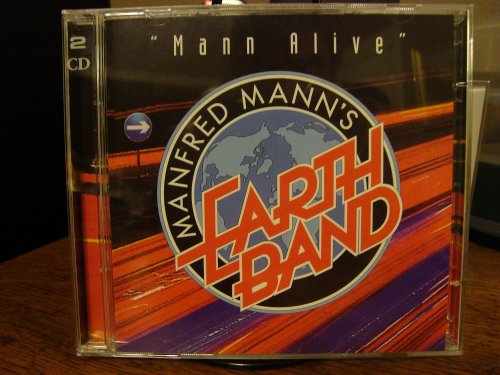 2
CD
"Mann Alive"
MANFRED MANN'S
EARTH
BAND